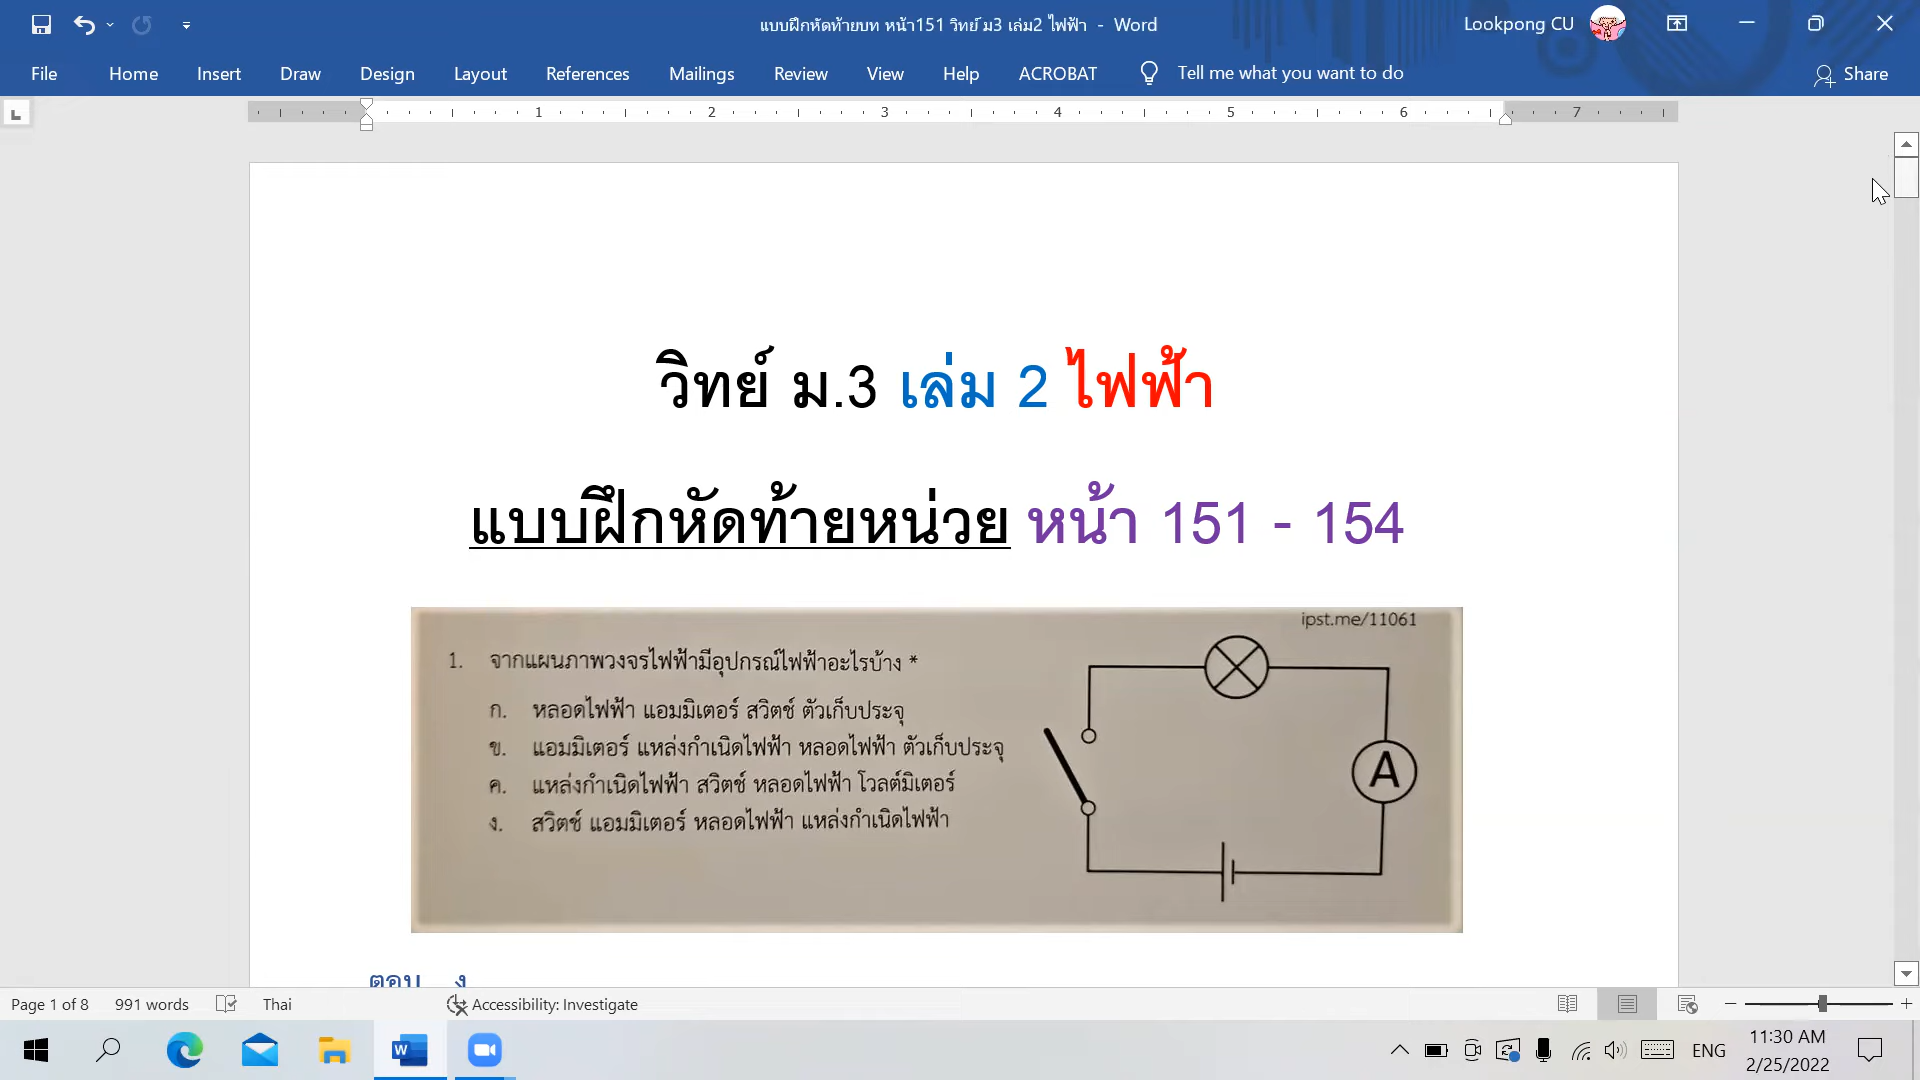 แบบฝึกหัดท้ายบท หน้า151 วิทย์ ม3 เล่ม2 ไฟฟ้า - Word
Lookpong CU
File Home Insert Draw Design Layout References Mailings Review View Help ACROBAT Tell me what you want to do Share
1 2 3 4 5 6 7
วิทย์ ม.3 เล่ม 2 ไฟฟ้า
แบบฝึกหัดท้ายหน่วย หน้า 151 - 154
ipst.me/11061
1. จากแผนภาพวงจรไฟฟ้ามีอุปกรณ์ไฟฟ้าอะไรบ้าง *
ก. หลอดไฟฟ้า แอมมิเตอร์ สวิตช์ ตัวเก็บประจุ
ข. แอมมิเตอร์ แหล่งกำเนิดไฟฟ้า หลอดไฟฟ้า ตัวเก็บประจุ
ค. แหล่งกำเนิดไฟฟ้า สวิตช์ หลอดไฟฟ้า โวลต์มิเตอร์
ง. สวิตช์ แอมมิเตอร์ หลอดไฟฟ้า แหล่งกำเนิดไฟฟ้า
A
ตอบ ง
Page 1 of 8 991 words Thai Accessibility: Investigate
ENG
11:30 AM
2/25/2022